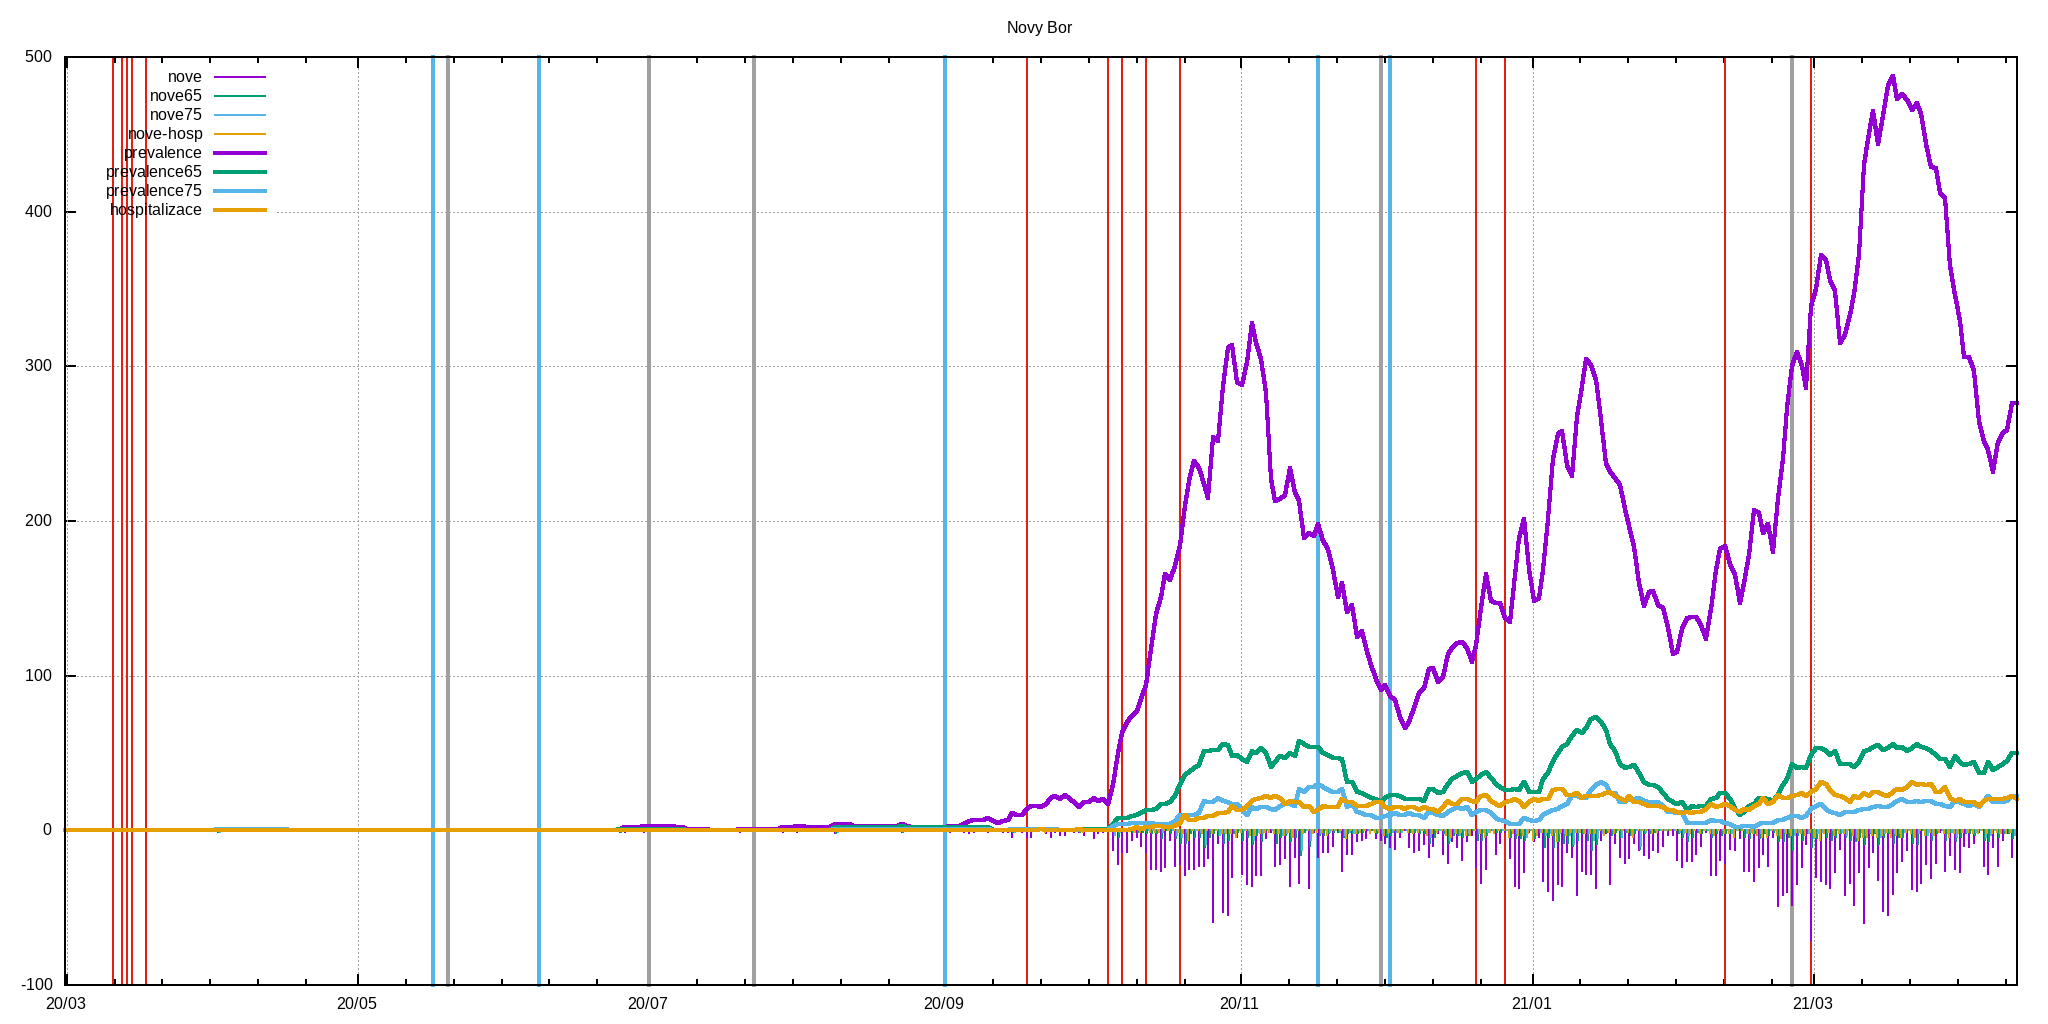 Novy Bor
500
400
300
200
100
0
-100
nove
nove65
nove75
nove-hosp
prevalence
prevalence65
prevalence75
hospitalizace
20/03 20/05 20/07 20/09 20/11 21/01 21/03